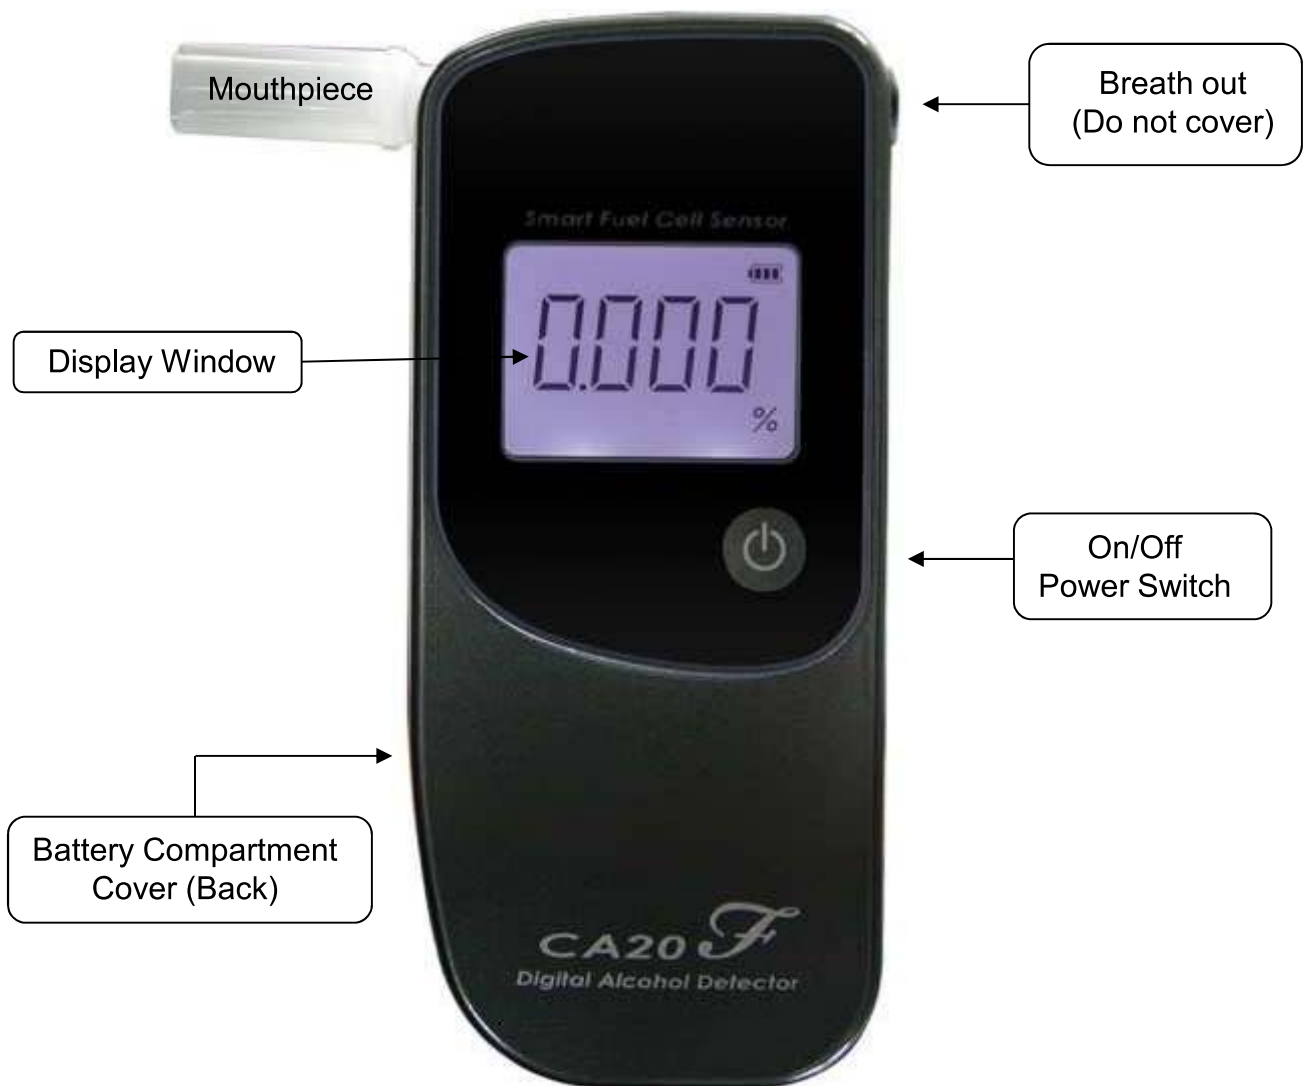 Mouthpiece
Breath out
(Do not cover)
Smart Fuel Cell Sensor
0.000
%
Display Window
On/Off
Power Switch
Battery Compartment
Cover (Back)
CA20 F
Digital Alcohol Detector